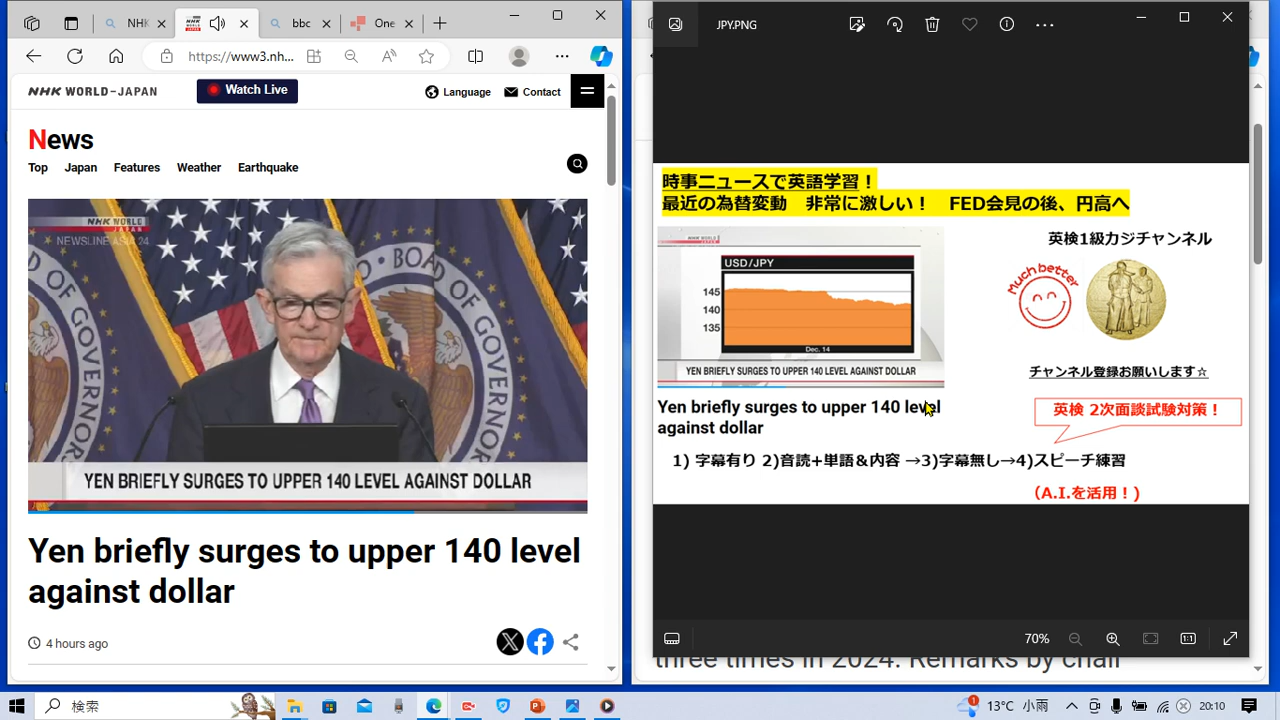 NHK
bbc
One
https://www3.nh...
NHK WORLD-JAPAN
Watch Live
Language
Contact
News
Top Japan Features Weather Earthquake
NHK WORLD
JAPAN
NEWSLINE ASIA 24
BOARD
GOVERNORS
YEN BRIEFLY SURGES TO UPPER 140 LEVEL AGAINST DOLLAR
Yen briefly surges to upper 140 level
against dollar
4 hours ago
JPY.PNG
時事ニュースで英語学習！
最近の為替変動 非常に激しい！ FED会見の後、円高へ
英検1級カジチャンネル
NHK WORLD
JAPAN
USD/JPY
145
140
135
Dec. 14
YEN BRIEFLY SURGES TO UPPER 140 LEVEL AGAINST DOLLAR
Much better
チャンネル登録お願いします☆
Yen briefly surges to upper 140 level
against dollar
英検 2次面談試験対策！
1) 字幕有り 2)音読+単語＆内容 →3)字幕無し→4)スピーチ練習
（A.I.を活用！）
70%
1:1
three times in 2024. Remarks by chair
検索
1
13°C 小雨
20:10